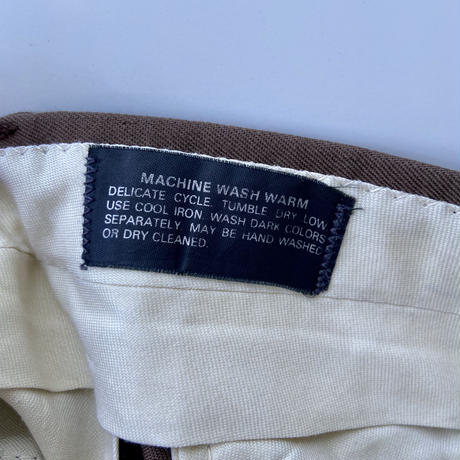 MACHINE WASH WARM
DELICATE CYCLE. TUMBLE DRY LOW
USE COOL IRON. WASH DARK COLORS
SEPARATELY. MAY BE HAND WASHED
OR DRY CLEANED.